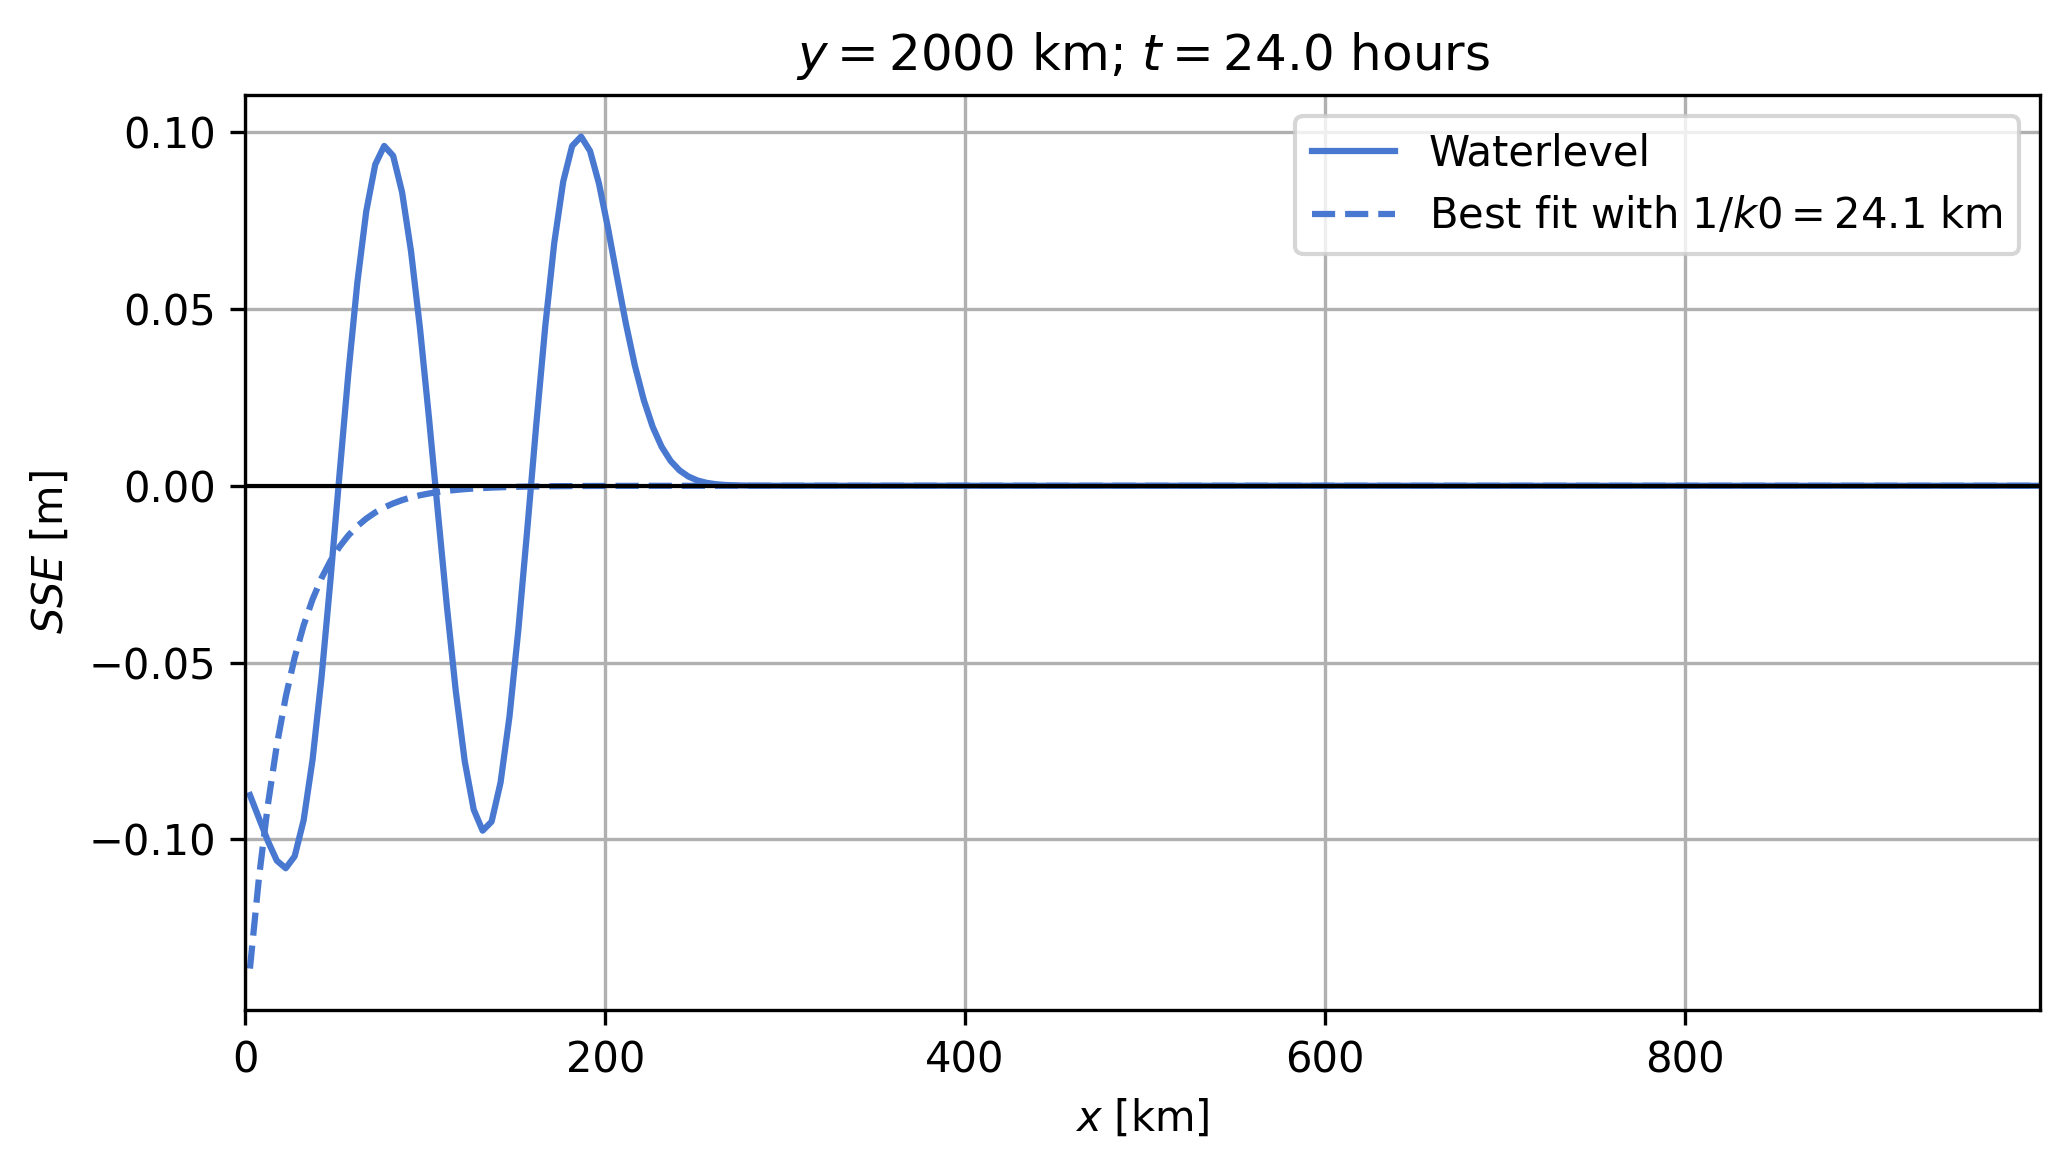 y = 2000 km; t = 24.0 hours
Waterlevel
Best fit with 1/k0 = 24.1 km
0.10
0.05
0.00
−0.05
−0.10
SSE [m]
0 200 400 600 800
x [km]